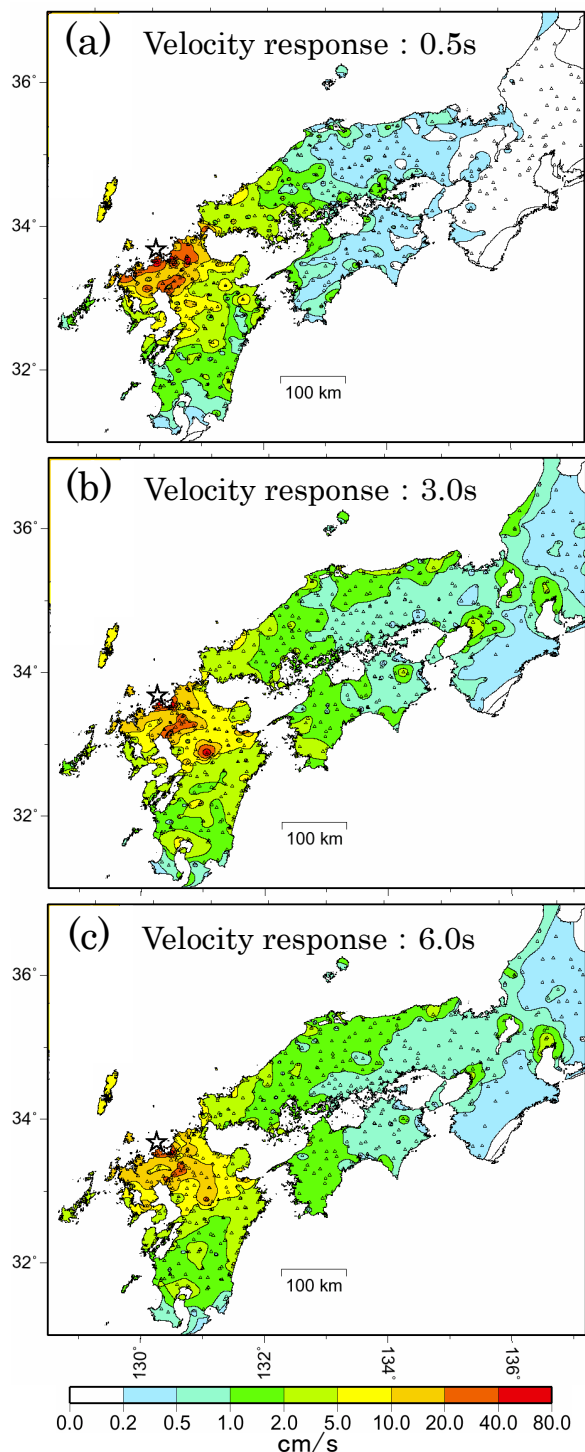 (a) Velocity response : 0.5s
36°
34°
32°
100 km
(b) Velocity response : 3.0s
36°
34°
32°
100 km
(c) Velocity response : 6.0s
36°
34°
32°
100 km
130° 132° 134° 136°
0.0 0.2 0.5 1.0 2.0 5.0 10.0 20.0 40.0 80.0
cm/s